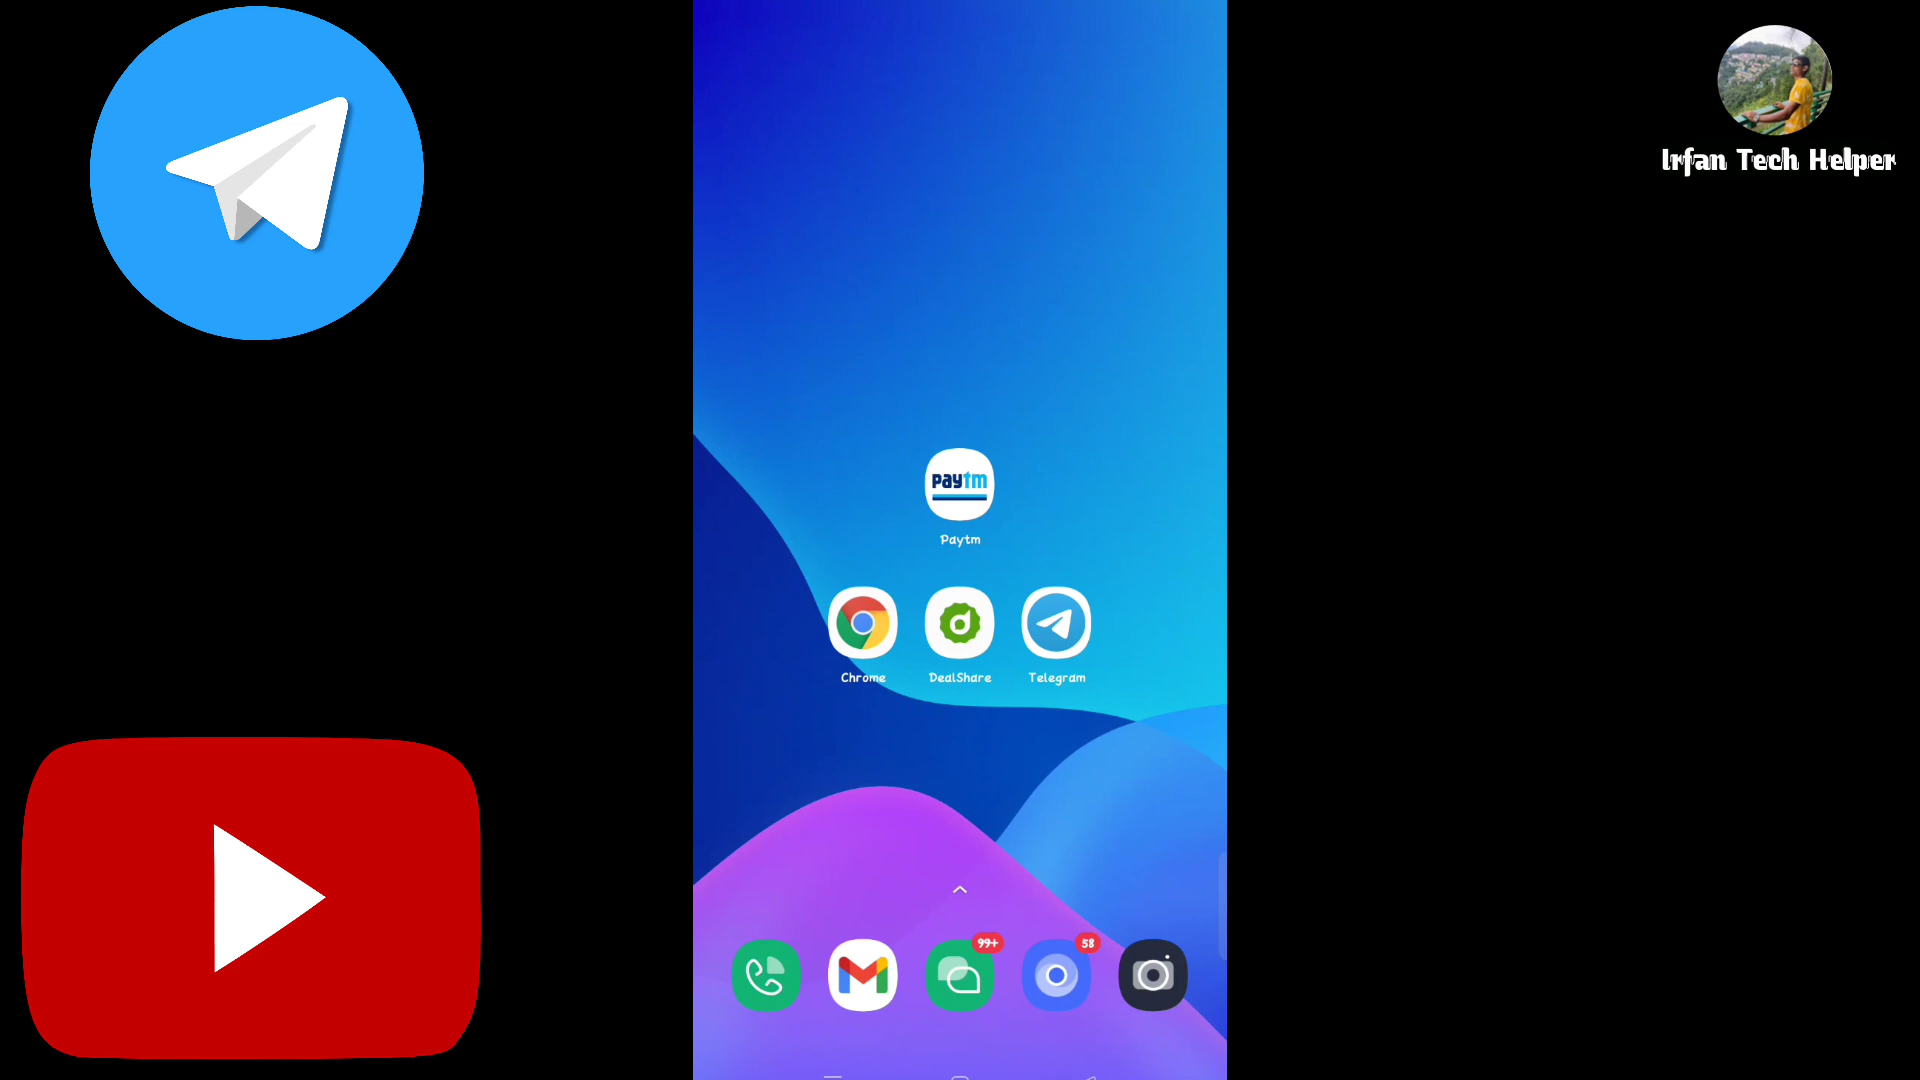 Irfan Tech Helper
paytm
Paytm
Chrome
DealShare
Telegram
99+
58